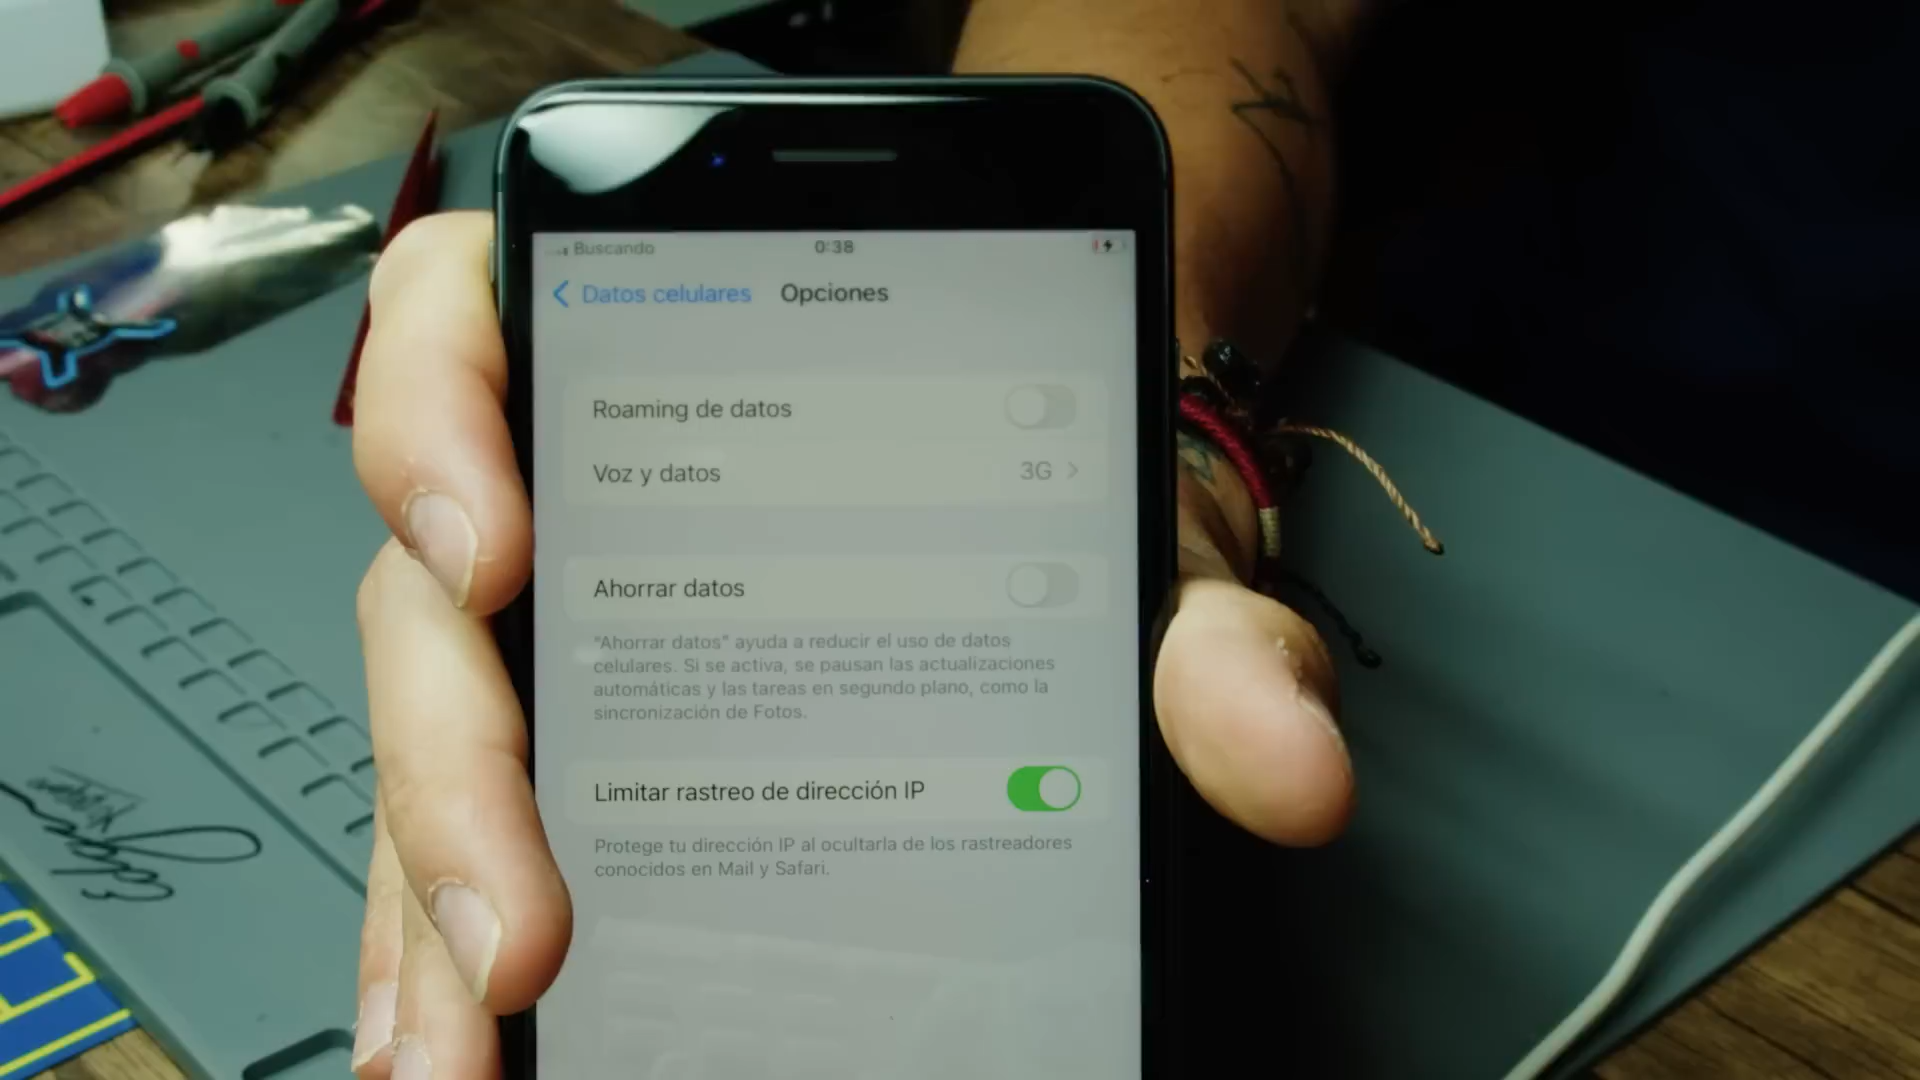 Buscando
0:38
Datos celulares
Opciones
Roaming de datos
Voz y datos
3G
Ahorrar datos
"Ahorrar datos" ayuda a reducir el uso de datos
celulares. Si se activa, se pausan las actualizaciones
automáticas y las tareas en segundo plano, como la
sincronización de Fotos.
Limitar rastreo de dirección IP
Protege tu dirección IP al ocultarla de los rastreadores
conocidos en Mail y Safari.